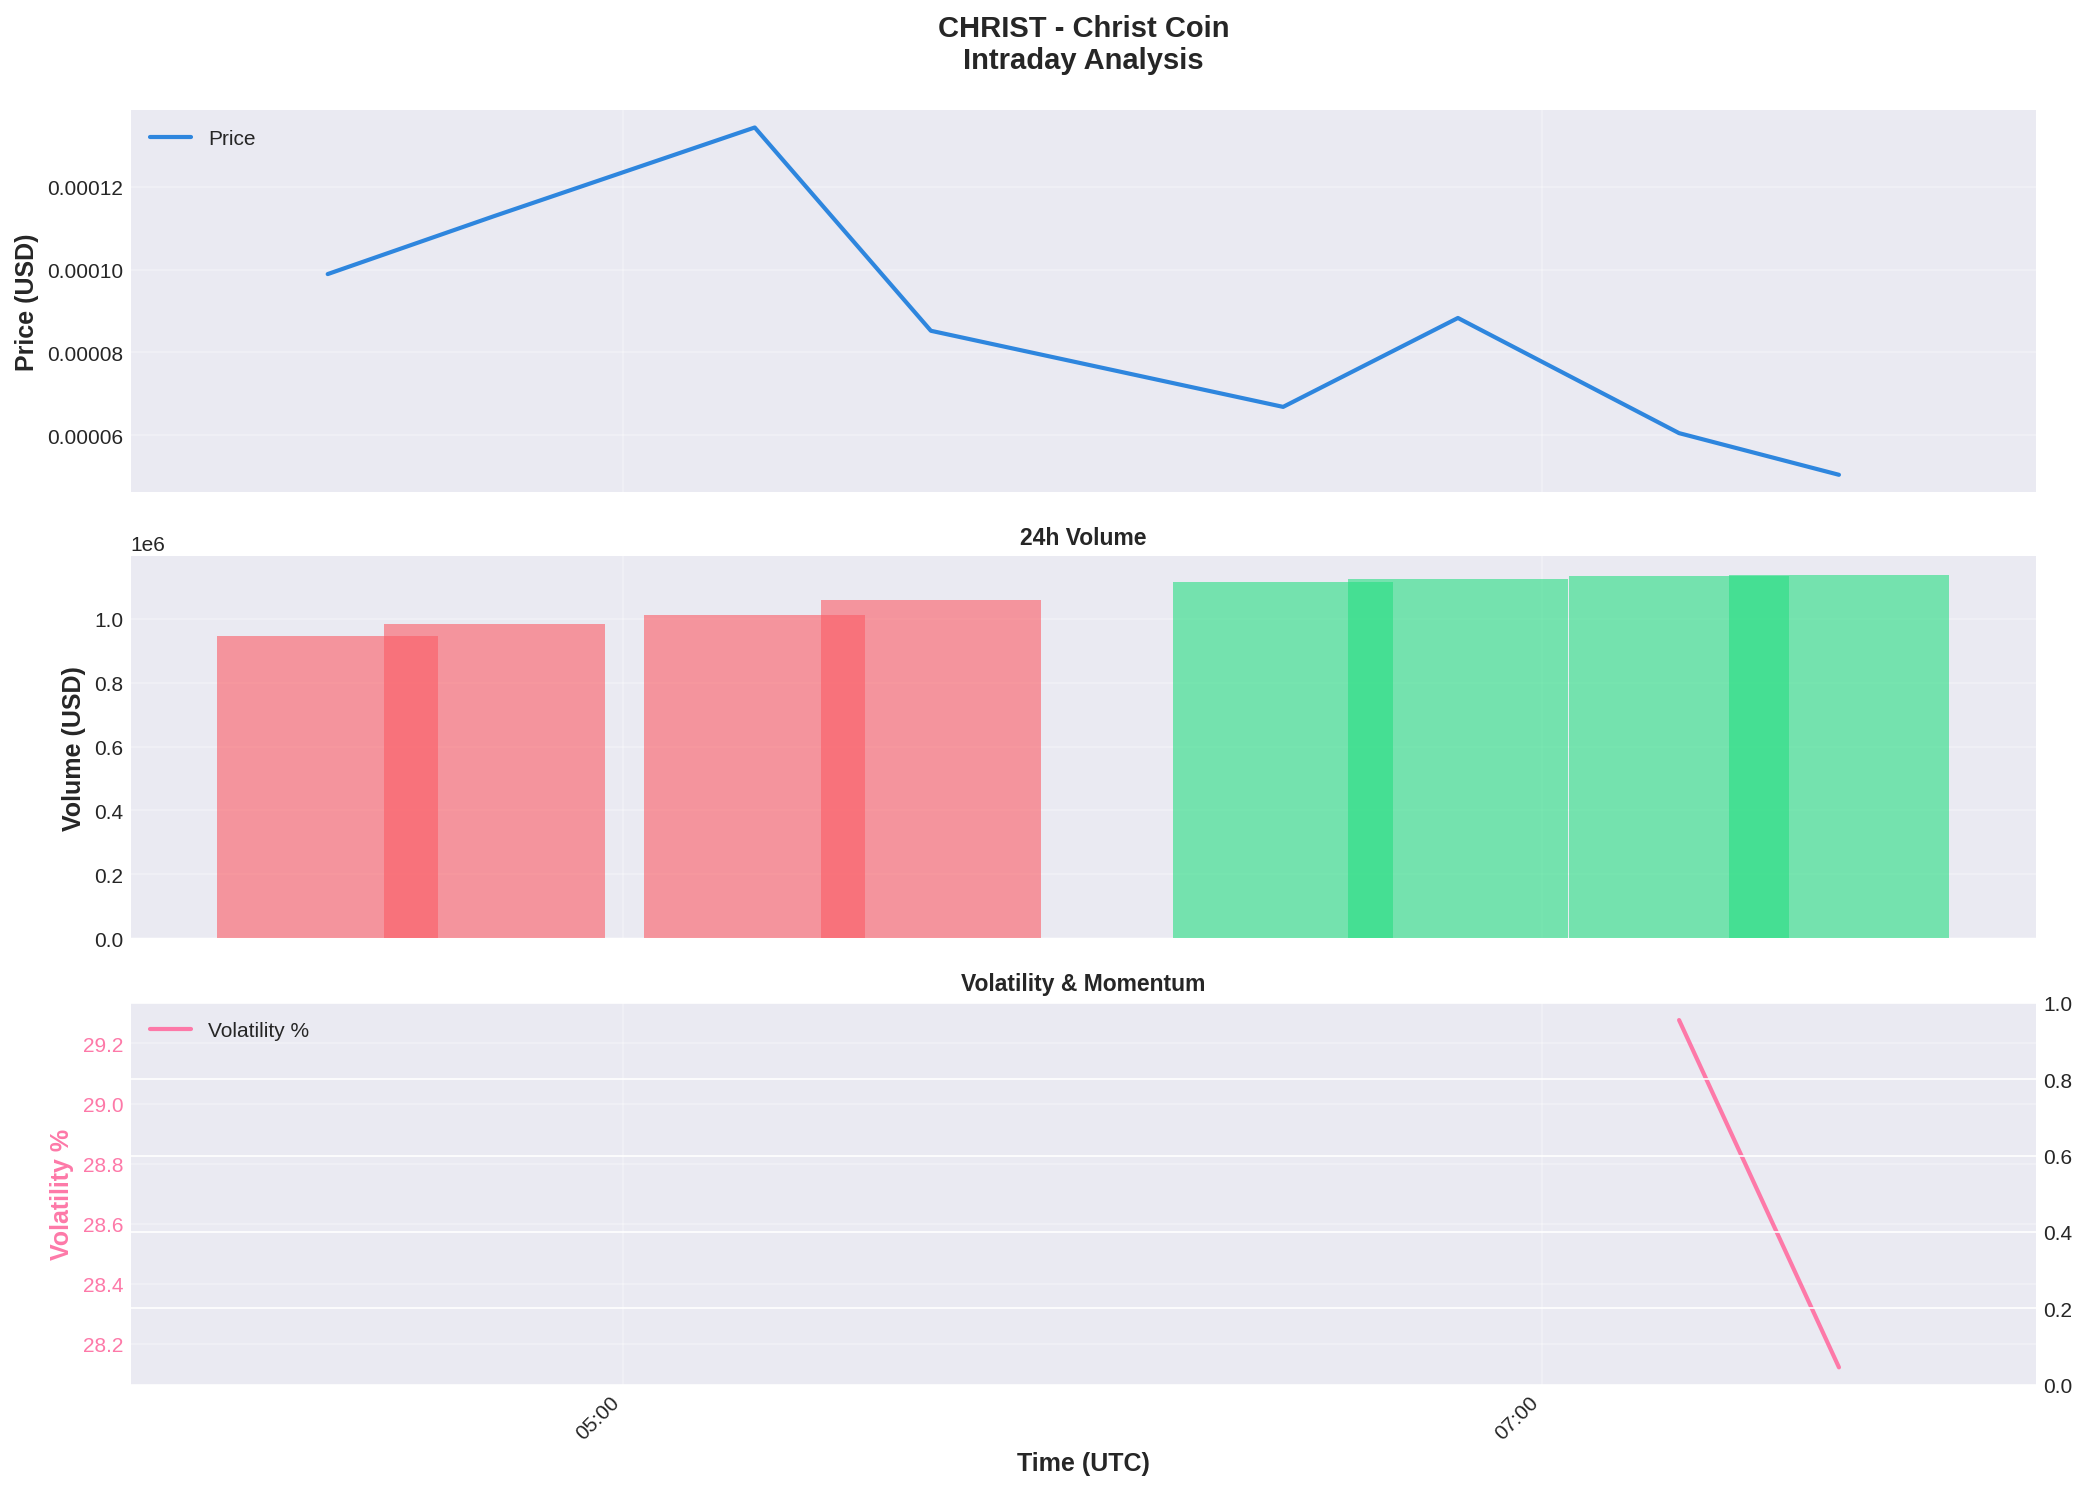 CHRIST - Christ Coin
Intraday Analysis
Price
0.00012
0.00010
0.00008
0.00006
Price (USD)
24h Volume
1e6
1.0
0.8
0.6
0.4
0.2
0.0
Volume (USD)
Volatility & Momentum
Volatility %
29.2
29.0
28.8
28.6
28.4
28.2
Volatility %
1.0
0.8
0.6
0.4
0.2
0.0
05:00
07:00
Time (UTC)